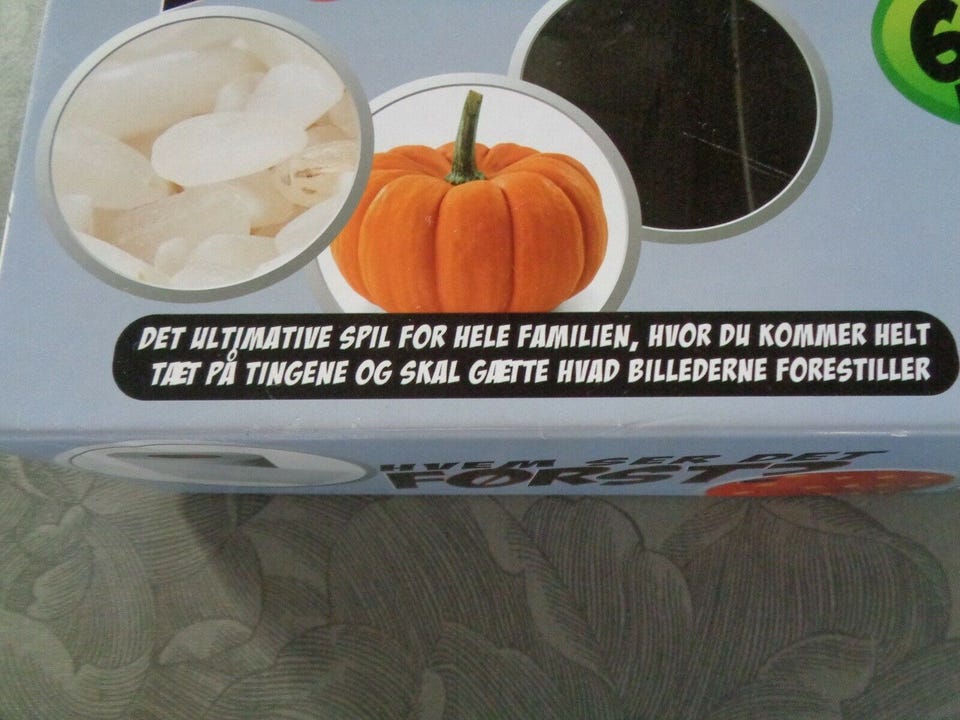 6
DET ULTIMATIVE SPIL FOR HELE FAMILIEN, HVOR DU KOMMER HELT
TÆT PÅ TINGENE OG SKAL GÆTTE HVAD BILLEDERNE FORESTILLER
HVEM SER DET
FØRST?